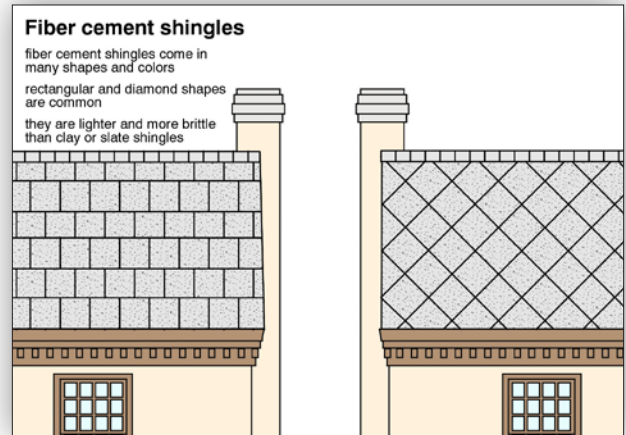 Fiber cement shingles
fiber cement shingles come in
many shapes and colors
rectangular and diamond shapes
are common
they are lighter and more brittle
than clay or slate shingles